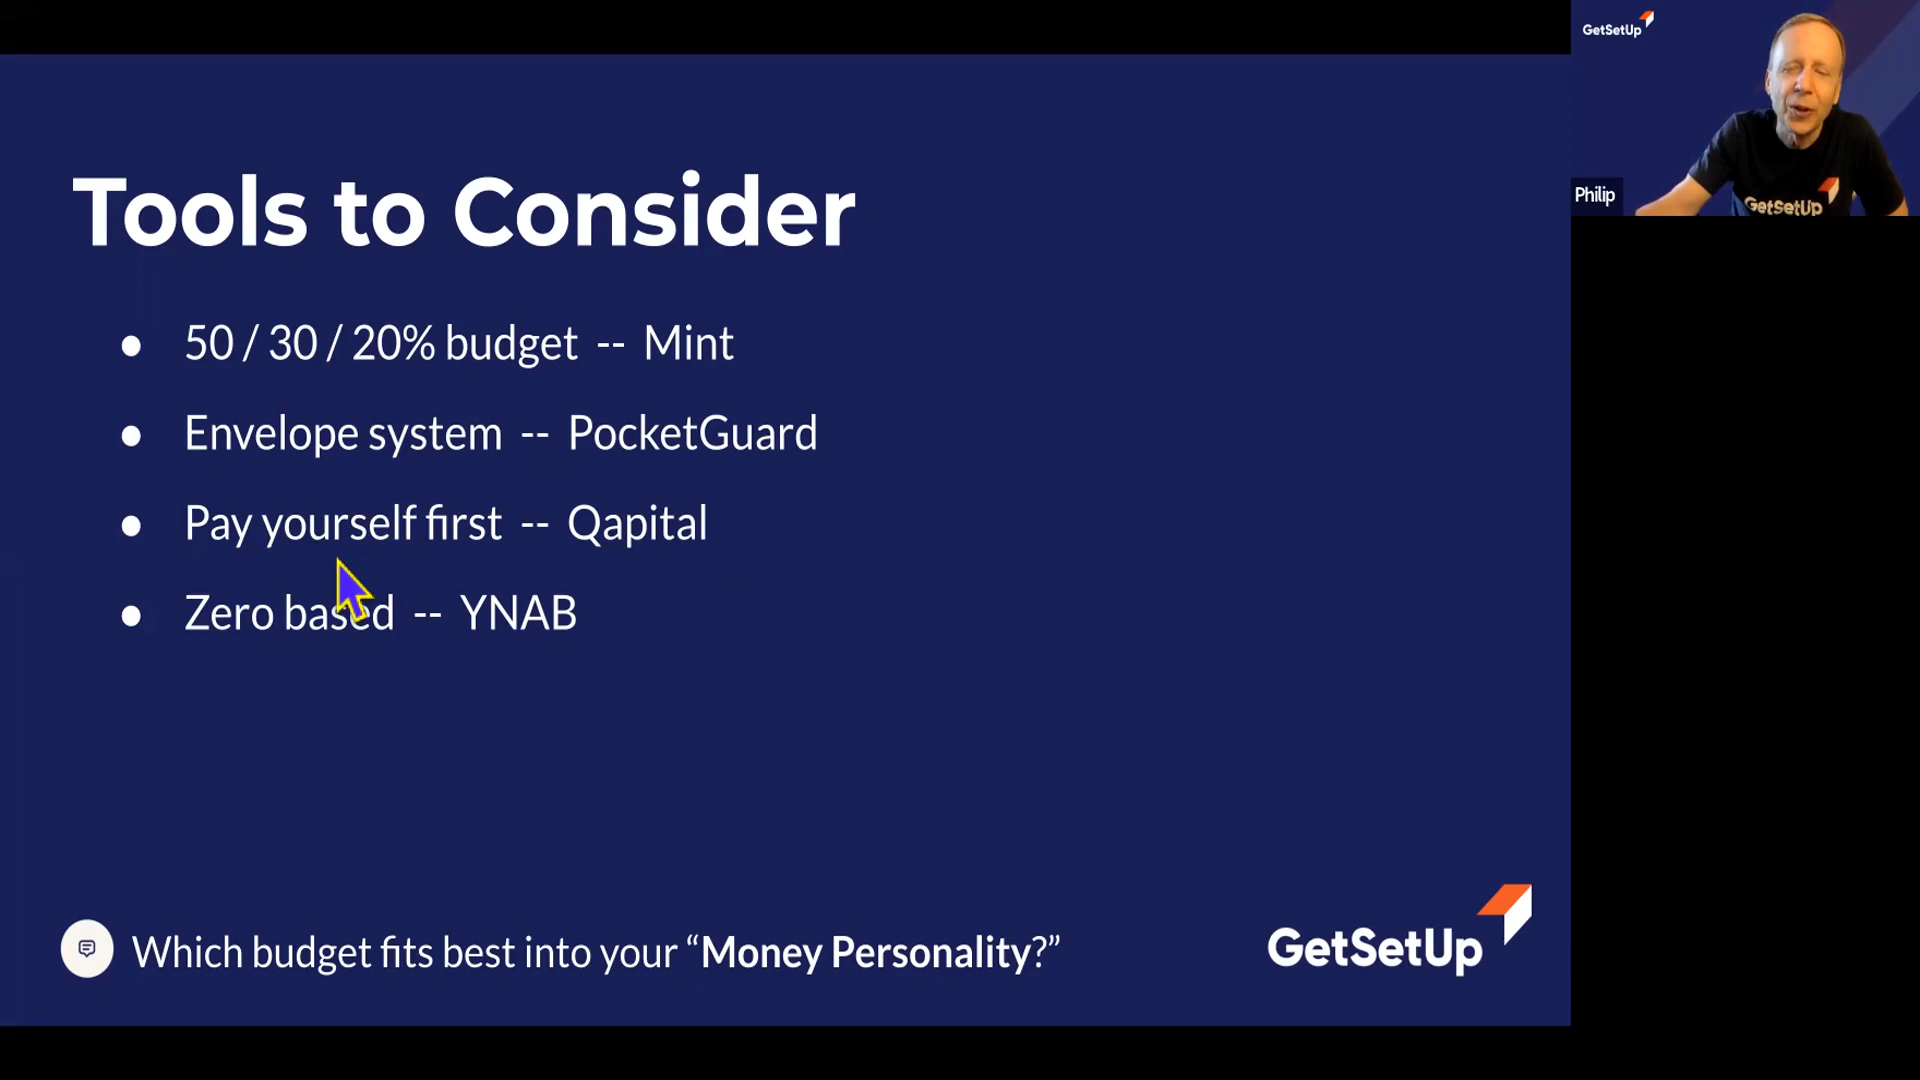 Tools to Consider
● 50 / 30 / 20% budget -- Mint
● Envelope system -- PocketGuard
● Pay yourself first -- Qapital
● Zero based -- YNAB
Which budget fits best into your “Money Personality?”
GetSetUp
GetSetUp
GetSetUp
Philip